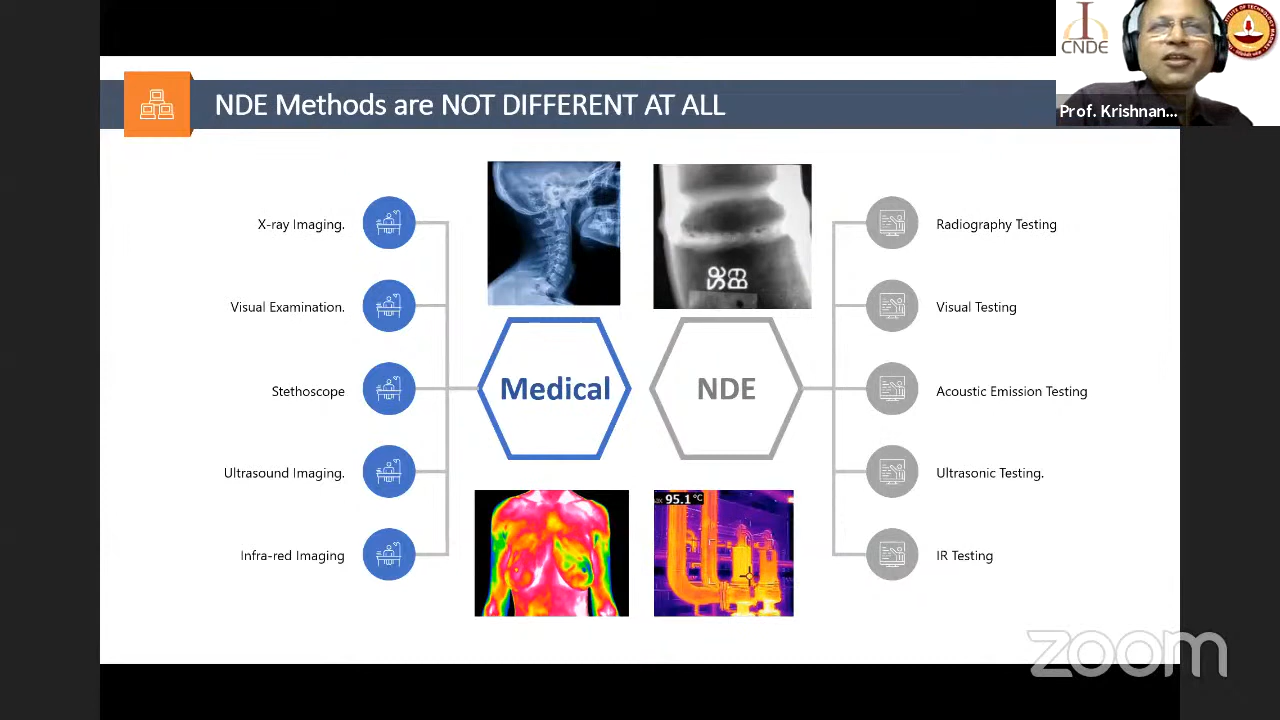 CNDE
Prof. Krishnan...
NDE Methods are NOT DIFFERENT AT ALL
X-ray Imaging.
Visual Examination.
Stethoscope
Ultrasound Imaging.
Infra-red Imaging
Medical
NDE
Radiography Testing
Visual Testing
Acoustic Emission Testing
Ultrasonic Testing.
IR Testing
95.1 °C
zoom